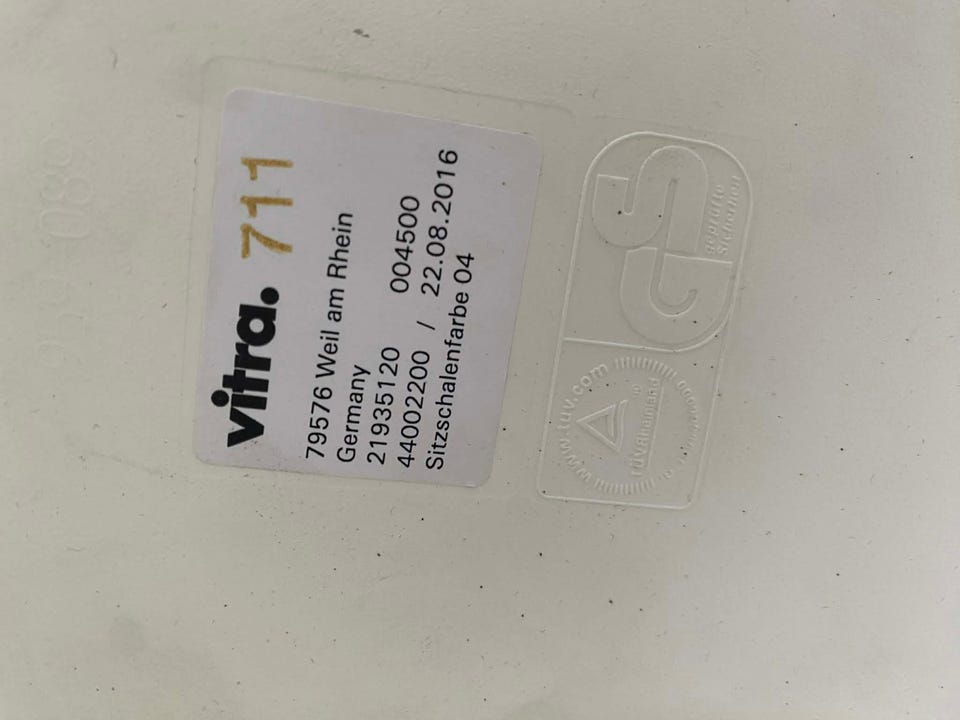 vitra. 711
79576 Weil am Rhein
Germany
21935120 004500
44002200 / 22.08.2016
Sitzschalenfarbe 04
geprüfte
Sicherheit
www.tuv.com
TÜVRheinland